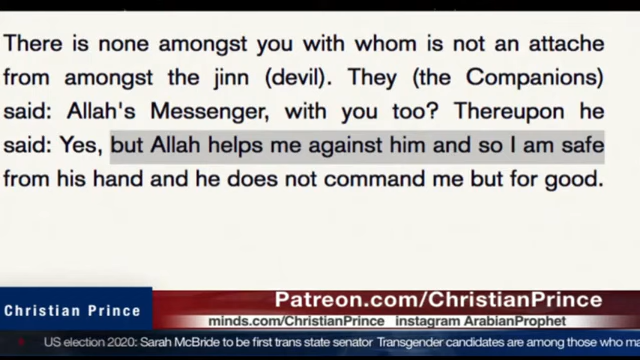 There is none amongst you with whom is not an attache
from amongst the jinn (devil). They (the Companions)
said: Allah's Messenger, with you too? Thereupon he
said: Yes, but Allah helps me against him and so I am safe
from his hand and he does not command me but for good.
Christian Prince
Patreon.com/ChristianPrince
minds.com/ChristianPrince instagram ArabianProphet
US election 2020: Sarah McBride to be first trans state senator Transgender candidates are among those who ma